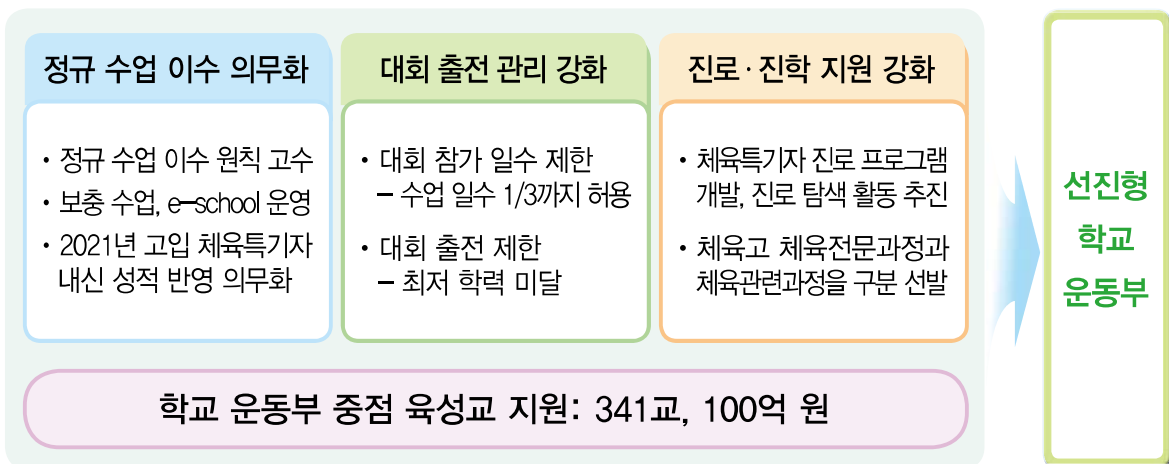 정규 수업 이수 의무화
· 정규 수업 이수 원칙 고수
· 보충 수업, e-school 운영
· 2021년 고입 체육특기자
내신 성적 반영 의무화
대회 출전 관리 강화
· 대회 참가 일수 제한
– 수업 일수 1/3까지 허용
· 대회 출전 제한
– 최저 학력 미달
진로·진학 지원 강화
· 체육특기자 진로 프로그램
개발, 진로 탐색 활동 추진
· 체육고 체육전문과정과
체육관련과정을 구분 선발
학교 운동부 중점 육성교 지원: 341교, 100억 원
선진형
학교
운동부